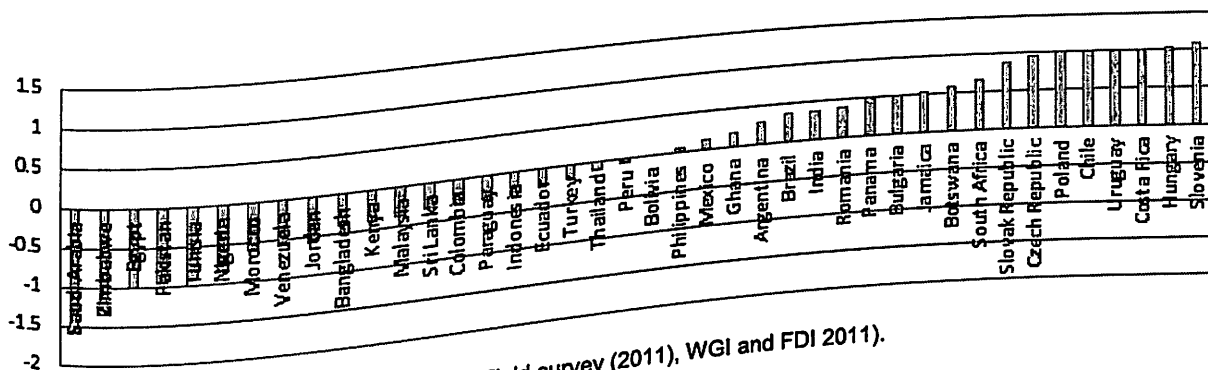 1.5
1
0.5
0
-0.5
-1
-1.5
-2
Saudi Arabia
Zimbabwe
Egypt
Pakistan
Tunisia
Nigeria
Morocco
Venezuela
Jordan
Bangladesh
Kenya
Malaysia
Sri Lanka
Colombia
Paraguay
Indonesia
Ecuador
Turkey
Thailand
Peru
Bolivia
Philippines
Mexico
Ghana
Argentina
Brazil
India
Romania
Panama
Bulgaria
Jamaica
Botswana
South Africa
Slovak Republic
Czech Republic
Poland
Chile
Uruguay
Costa Rica
Hungary
Slovenia
survey (2011), WGI and FDI 2011).